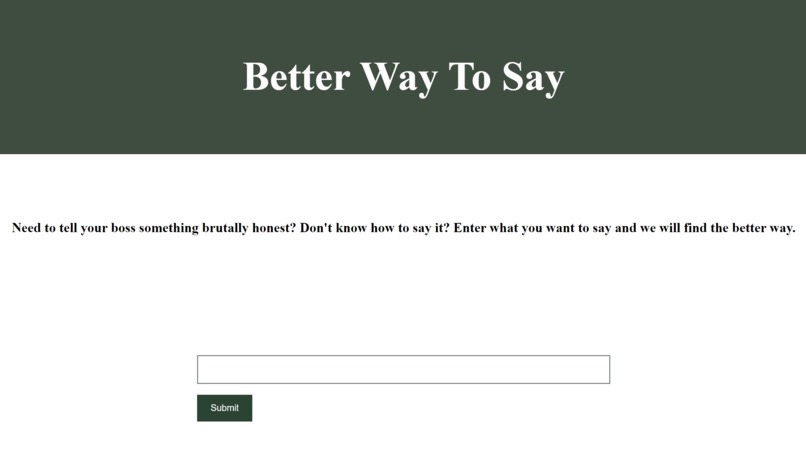 Better Way To Say
Need to tell your boss something brutally honest? Don't know how to say it? Enter what you want to say and we will find the better way.
Submit